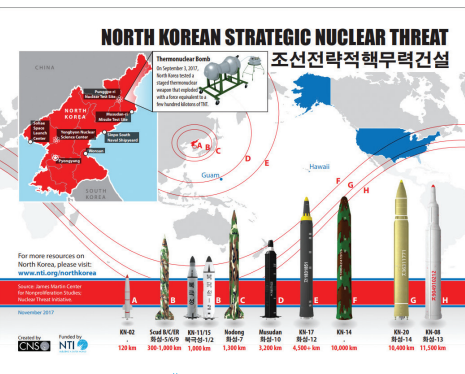 NORTH KOREAN STRATEGIC NUCLEAR THREAT
조선전략적핵무력건설
CHINA
Punggye-ri
Nuclear Test Site
NORTH
KOREA
Musudan-ri
Missile Test Site
Sohae
Space
Launch
Center
Yongbyon Nuclear
Science Center
Sinpo South
Naval Shipyard
Wonsan
Pyongyang
SOUTH
KOREA
Thermonuclear Bomb
On September 3, 2017,
North Korea tested a
staged thermonuclear
weapon that exploded
with a force equivalent to a
few hundred kilotons of TNT.
A
B
C
D
E
Guam
Hawaii
F
G
H
For more resources on
North Korea, please visit:
www.nti.org/northkorea
Source: James Martin Center
for Nonproliferation Studies;
Nuclear Threat Initiative.
A B B C D E F G H
November 2017
Created by
CNS
Funded by
NTI
KN-02
120 km
Scud B/C/ER
화성-5/6/9
300-1,000 km
KN-11/15
북극성-1/2
1,000 km
Nodong
화성-7
1,300 km
Musudan
화성-10
3,200 km
KN-17
화성-12
4,500+ km
KN-14
10,000 km
KN-20
화성-14
10,400 km
KN-08
화성-13
11,500 km